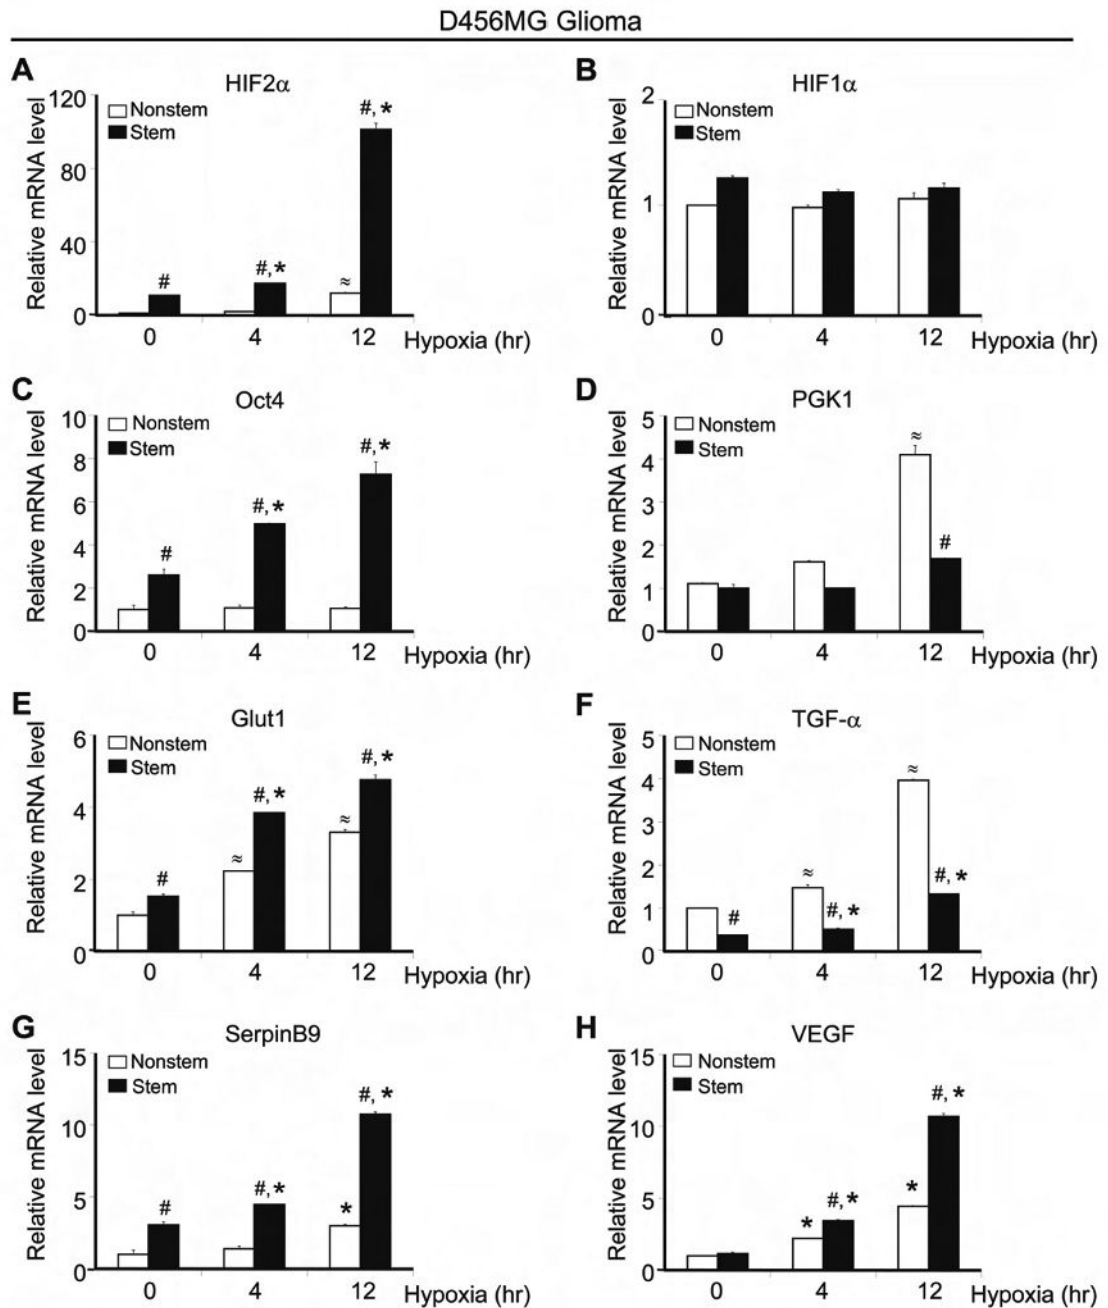 D456MG Glioma
A
HIF2α
Relative mRNA level
120
80
40
0
Nonstem
Stem
#
#, *
≈
#, *
0 4 12 Hypoxia (hr)
B
HIF1α
Relative mRNA level
2
1
0
Nonstem
Stem
0 4 12 Hypoxia (hr)
C
Oct4
Relative mRNA level
10
8
6
4
2
0
Nonstem
Stem
#
#, *
#, *
0 4 12 Hypoxia (hr)
D
PGK1
Relative mRNA level
5
4
3
2
1
0
Nonstem
Stem
≈
#
0 4 12 Hypoxia (hr)
E
Glut1
Relative mRNA level
6
4
2
0
Nonstem
Stem
#
≈
#, *
≈
#, *
0 4 12 Hypoxia (hr)
F
TGF-α
Relative mRNA level
5
4
3
2
1
0
Nonstem
Stem
#
≈
#, *
≈
#, *
0 4 12 Hypoxia (hr)
G
SerpinB9
Relative mRNA level
15
10
5
0
Nonstem
Stem
#
#, *
*
#, *
0 4 12 Hypoxia (hr)
H
VEGF
Relative mRNA level
15
10
5
0
Nonstem
Stem
*
#, *
*
#, *
0 4 12 Hypoxia (hr)